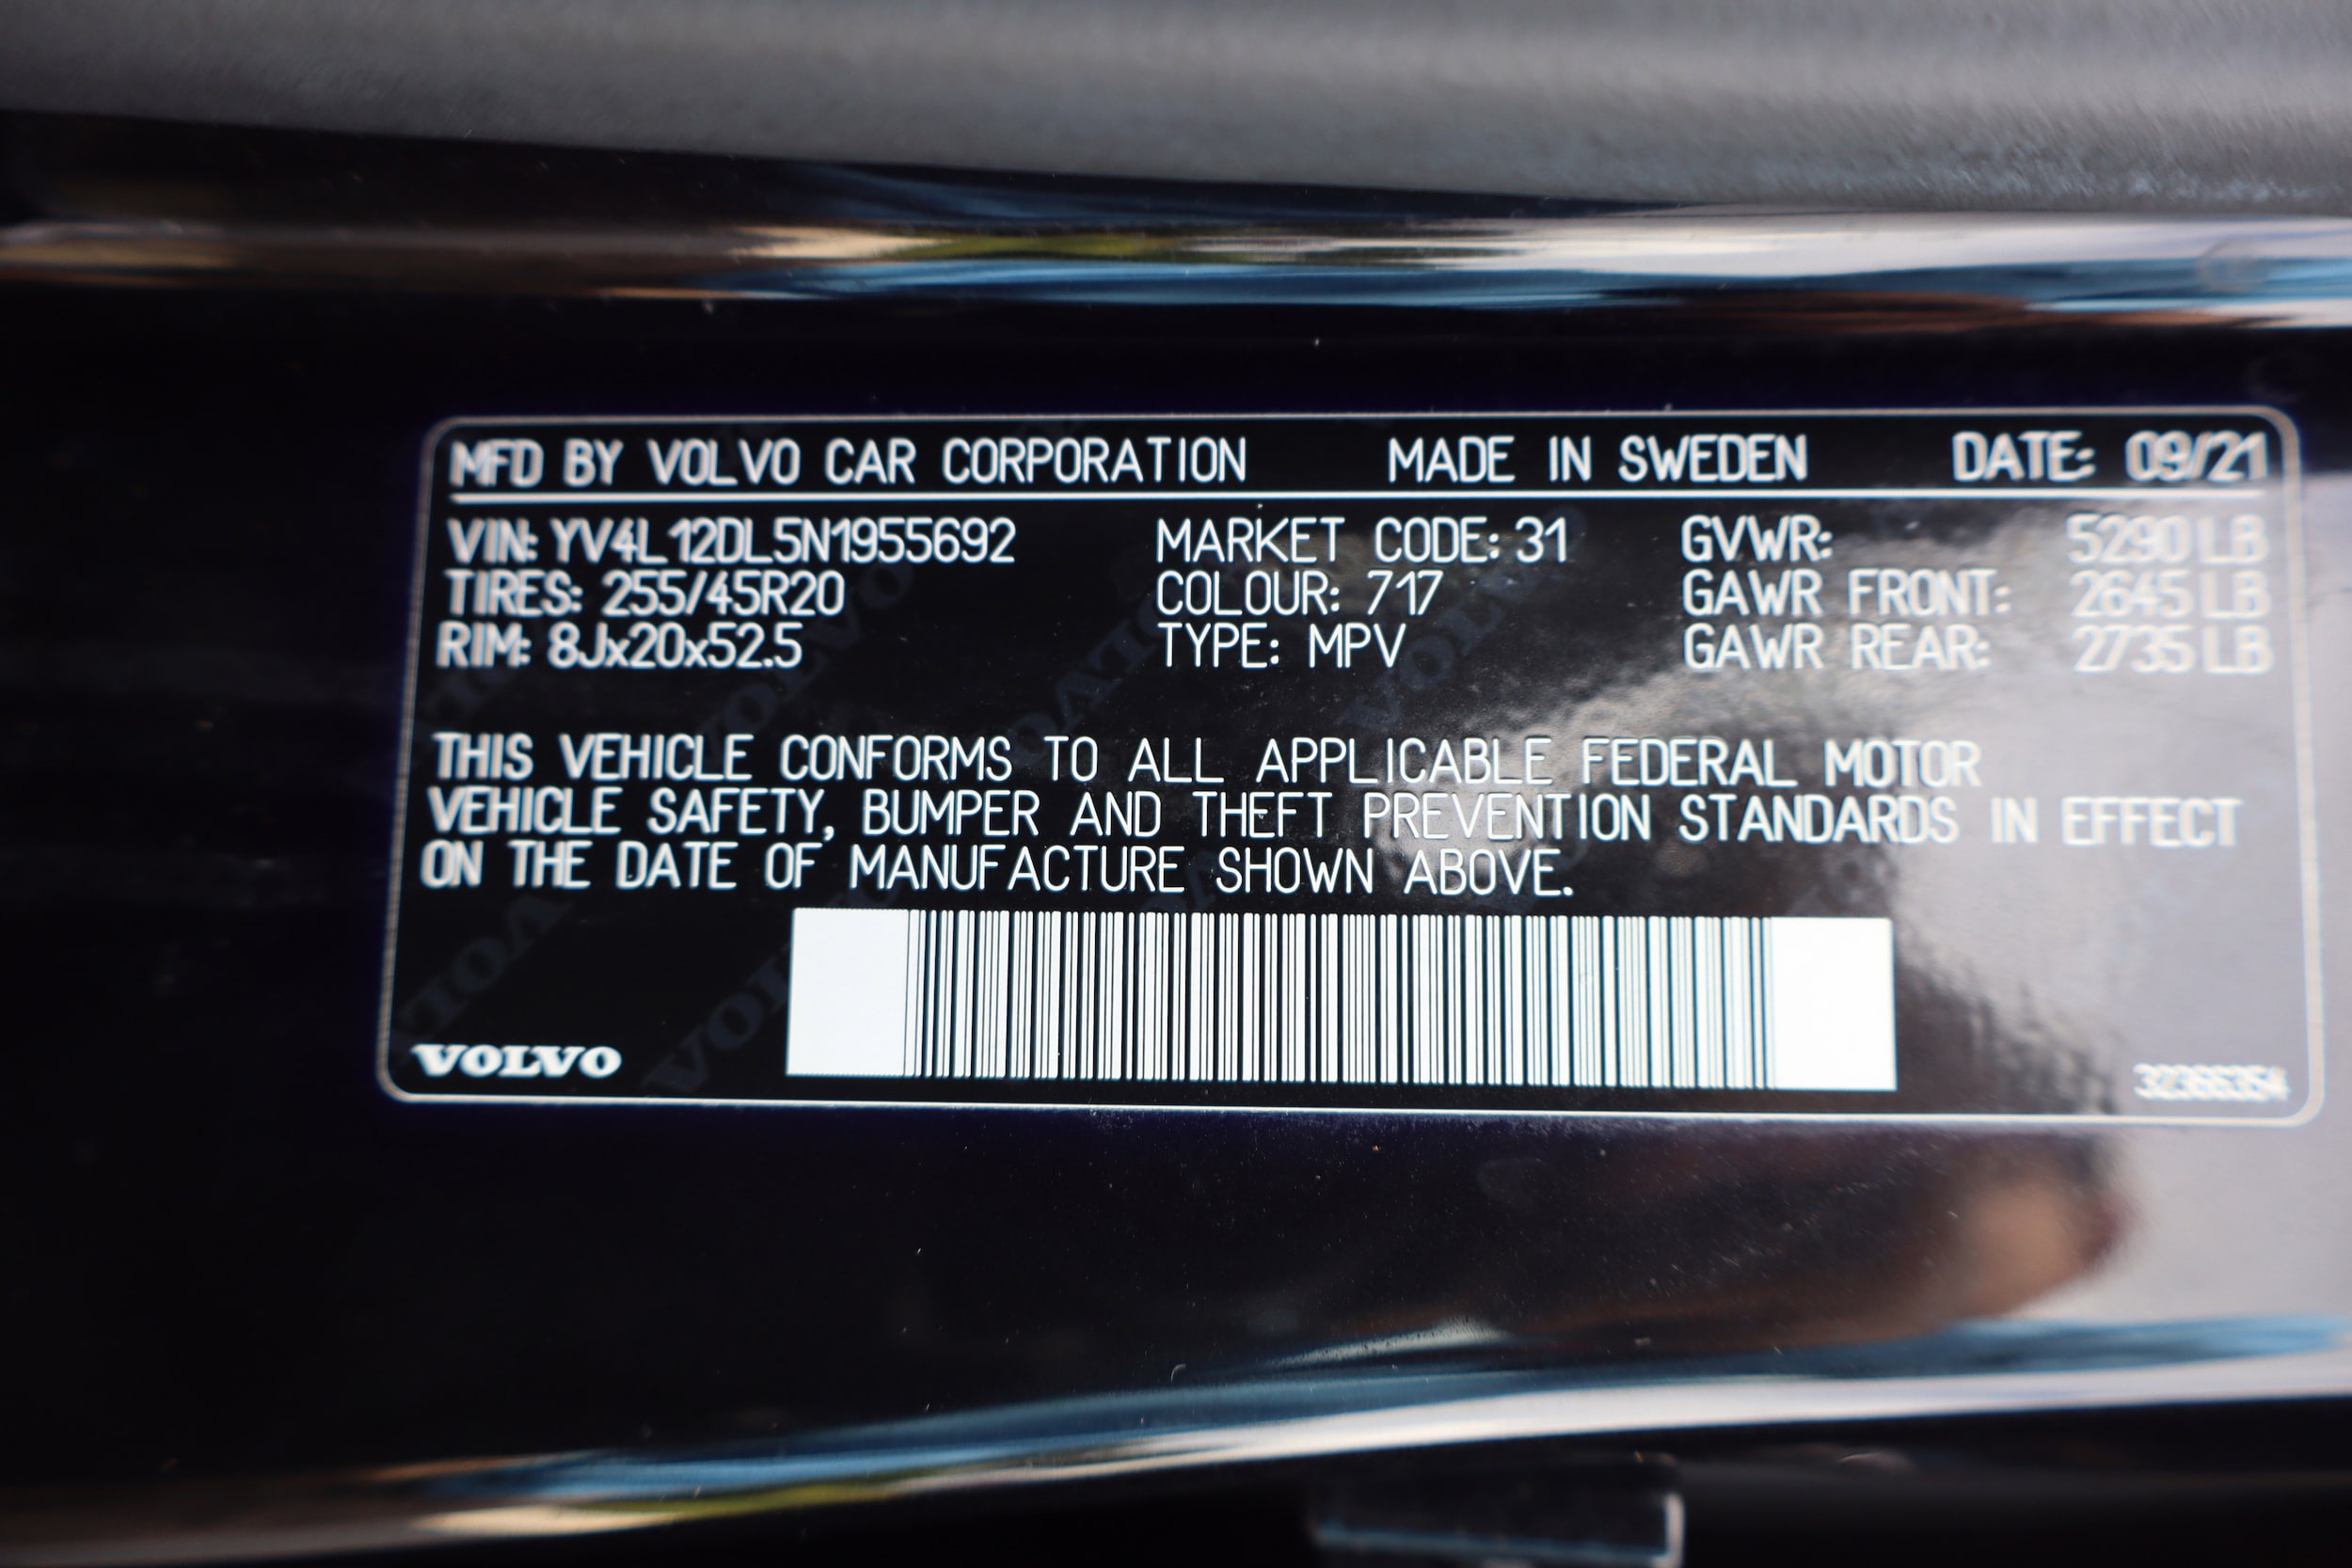 MFD BY VOLVO CAR CORPORATION MADE IN SWEDEN DATE: 09/21
VIN: YV4L12DL5N1955692 MARKET CODE: 31 GVWR: 5290 LB
TIRES: 255/45R20 COLOUR: 717 GAWR FRONT: 2645 LB
RIM: 8Jx20x52.5 TYPE: MPV GAWR REAR: 2735 LB
THIS VEHICLE CONFORMS TO ALL APPLICABLE FEDERAL MOTOR
VEHICLE SAFETY, BUMPER AND THEFT PREVENTION STANDARDS IN EFFECT
ON THE DATE OF MANUFACTURE SHOWN ABOVE.
VOLVO